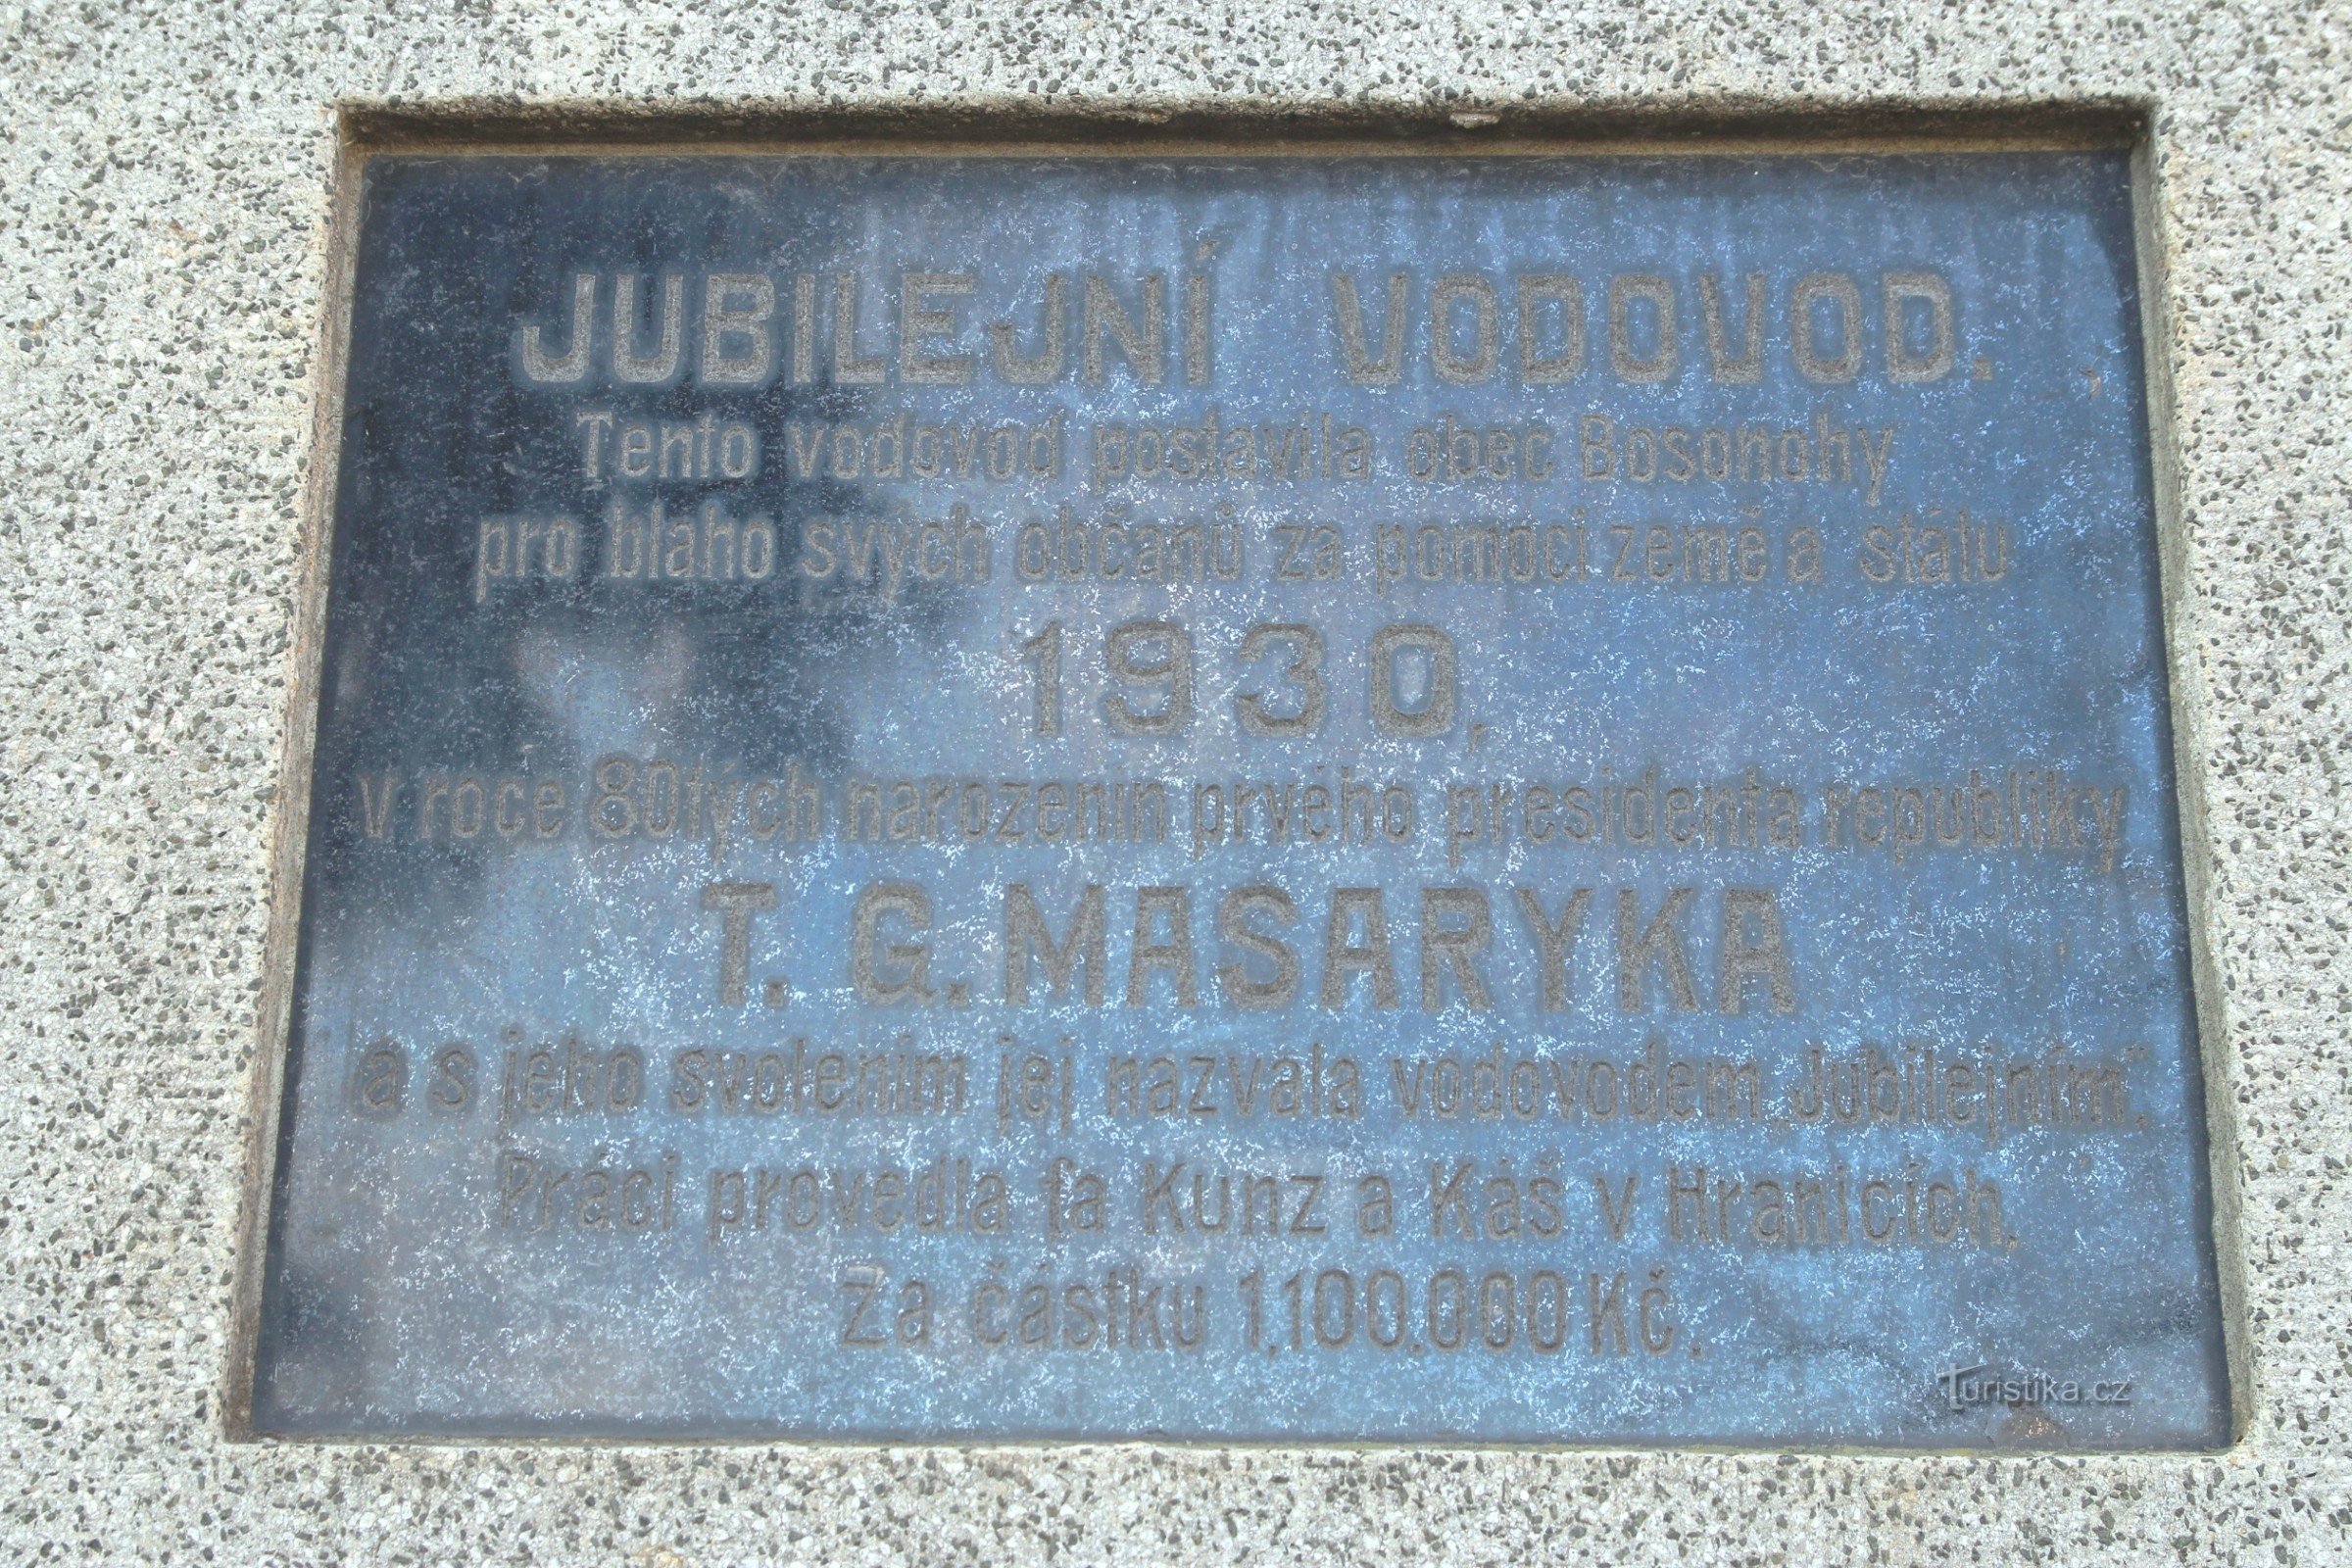 JUBILEJNÍ VODOVOD.
Tento vodovod postavila obec Bosonohy
pro blaho svých občanů za pomoci země a státu
1930,
v roce 80tých narozenin prvého presidenta republiky
T. G. MASARYKA
a s jeho svolením jej nazvala vodovodem „Jubilejním".
Práci provedla fa Kunz a Káš v Hranicích,
Za částku 1,100.000 Kč.
Turistika.cz